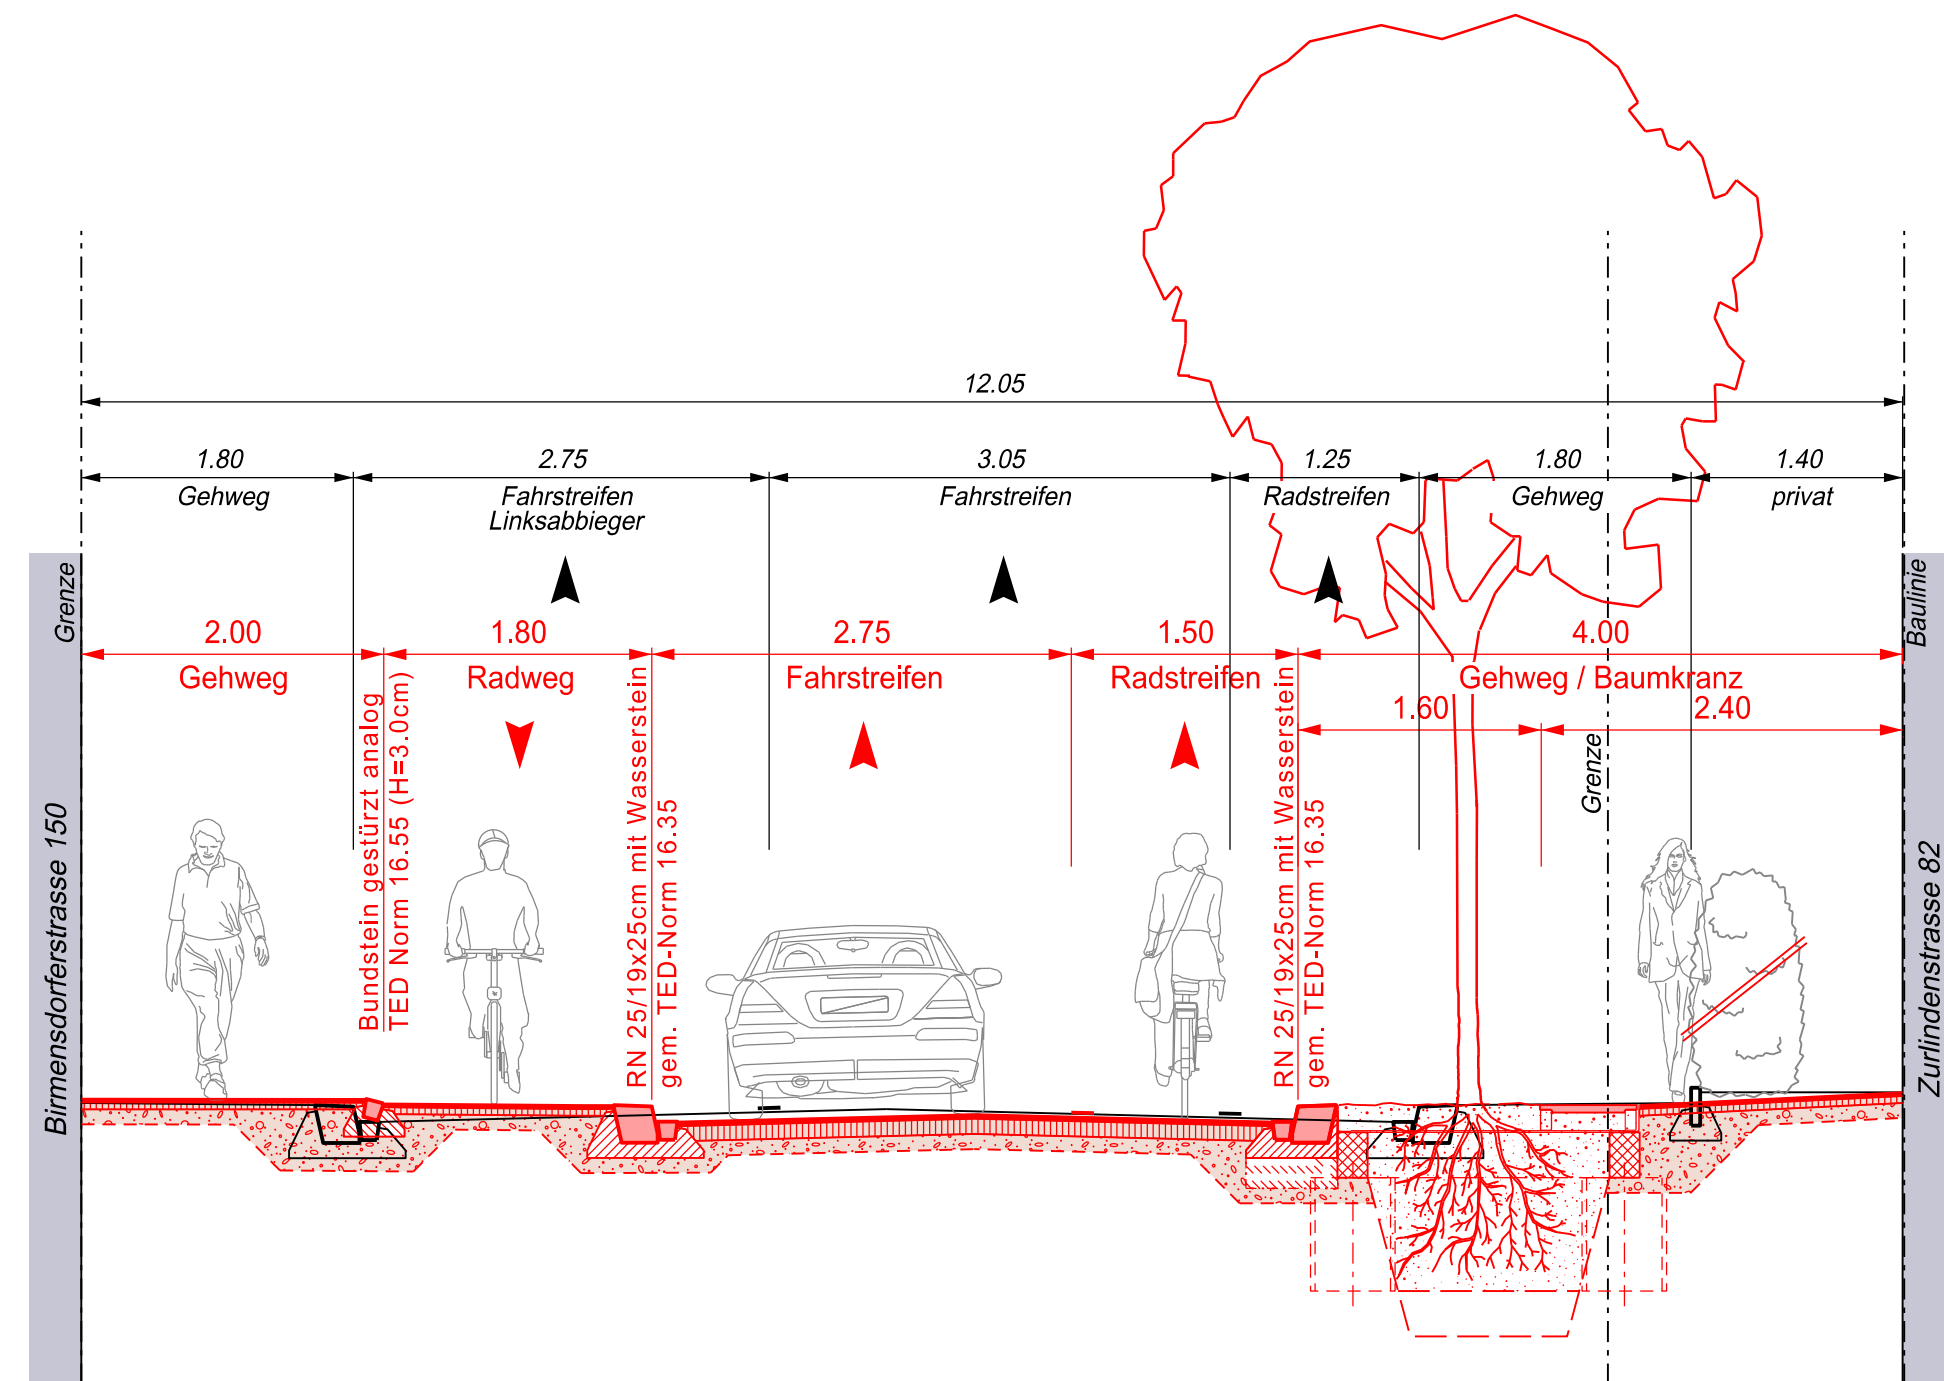 12.05
1.80
Gehweg
2.75
Fahrstreifen
Linksabbieger
3.05
Fahrstreifen
1.25
Radstreifen
1.80
Gehweg
1.40
privat
Grenze
Baulinie
2.00
Gehweg
1.80
Radweg
2.75
Fahrstreifen
1.50
Radstreifen
4.00
Gehweg / Baumkranz
1.60
2.40
Bundstein gestürzt analog
TED Norm 16.55 (H=3.0cm)
RN 25/19x25cm mit Wasserstein
gem. TED-Norm 16.35
RN 25/19x25cm mit Wasserstein
gem. TED-Norm 16.35
Grenze
Birmensdorferstrasse 150
Zurlindenstrasse 82